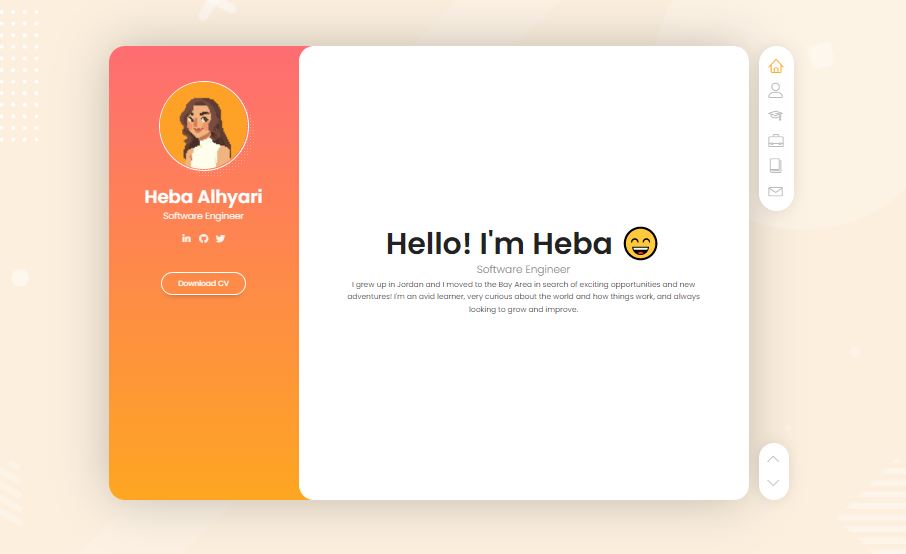 Heba Alhyari
Software Engineer
Download CV
Hello! I'm Heba 😄
Software Engineer
I grew up in Jordan and I moved to the Bay Area in search of exciting opportunities and new
adventures! I'm an avid learner, very curious about the world and how things work, and always
looking to grow and improve.